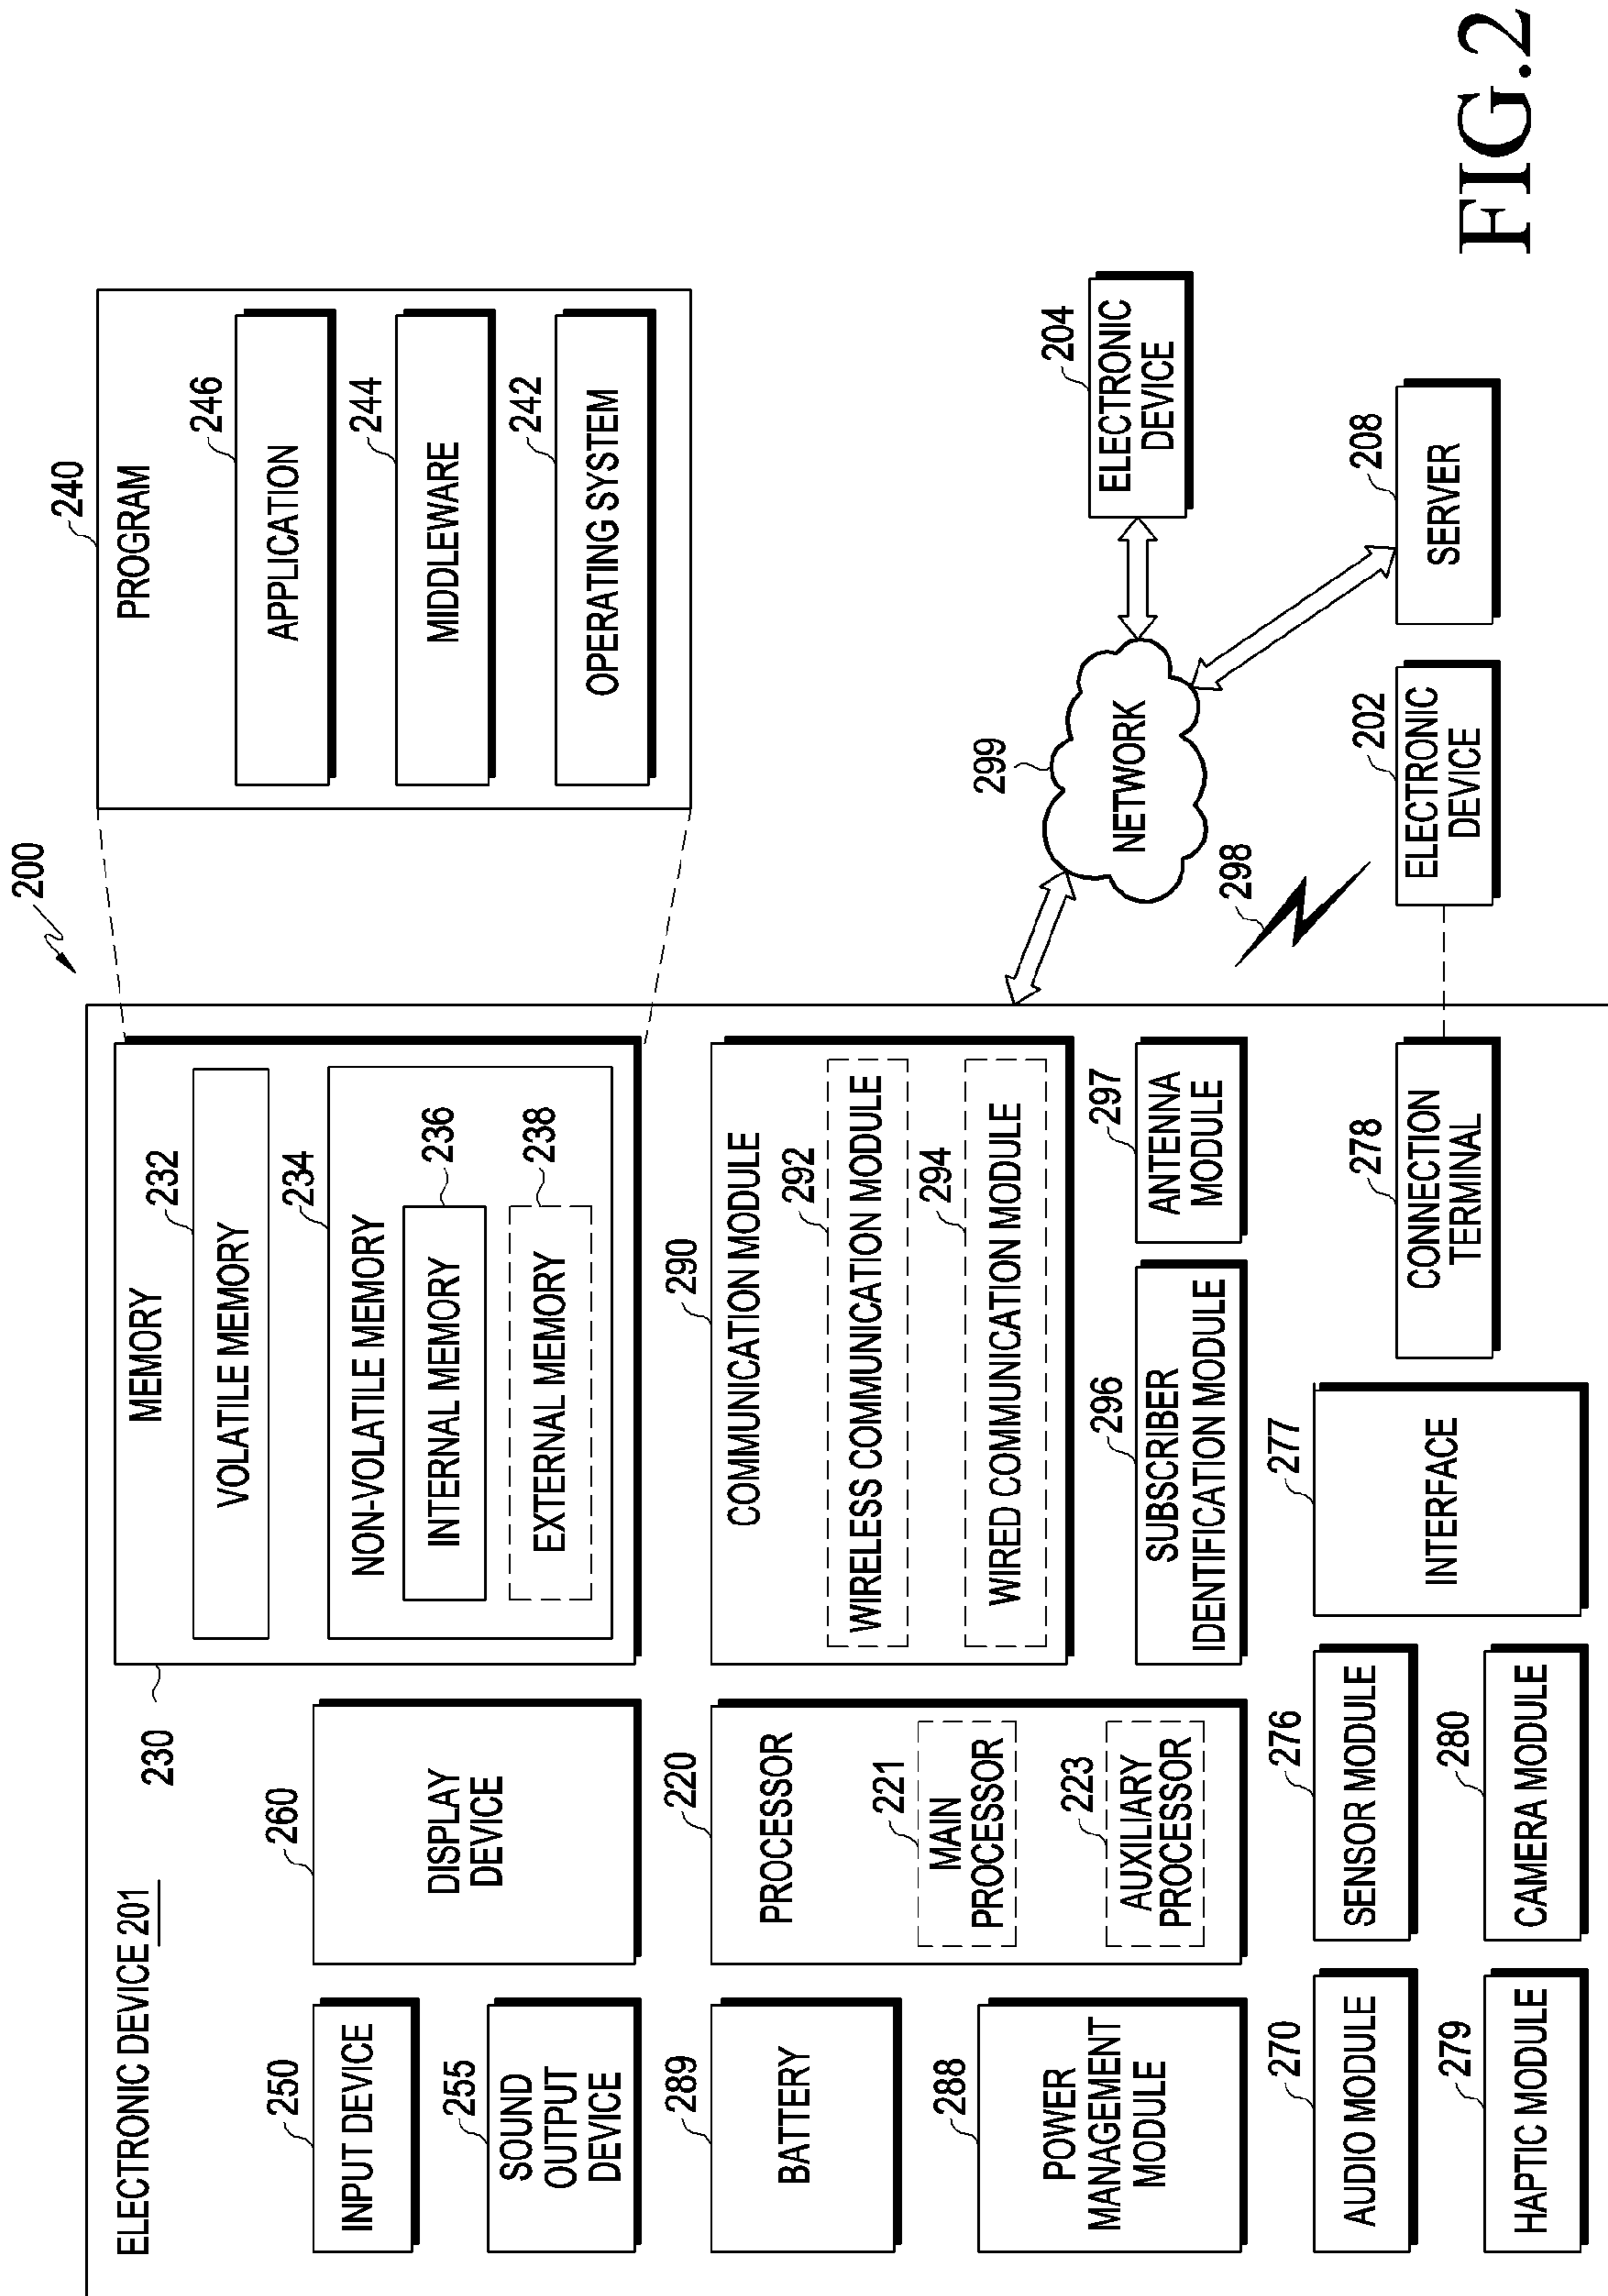 200
ELECTRONIC DEVICE 201
230
MEMORY
232
VOLATILE MEMORY
234
NON-VOLATILE MEMORY
236
INTERNAL MEMORY
238
EXTERNAL MEMORY
240
PROGRAM
246
APPLICATION
244
MIDDLEWARE
242
OPERATING SYSTEM
250
INPUT DEVICE
255
SOUND
OUTPUT
DEVICE
260
DISPLAY
DEVICE
289
BATTERY
288
POWER
MANAGEMENT
MODULE
220
PROCESSOR
221
MAIN
PROCESSOR
223
AUXILIARY
PROCESSOR
290
COMMUNICATION MODULE
292
WIRELESS COMMUNICATION MODULE
294
WIRED COMMUNICATION MODULE
296
SUBSCRIBER
IDENTIFICATION MODULE
297
ANTENNA
MODULE
299
NETWORK
204
ELECTRONIC
DEVICE
298
270
AUDIO MODULE
276
SENSOR MODULE
277
INTERFACE
278
CONNECTION
TERMINAL
202
ELECTRONIC
DEVICE
208
SERVER
279
HAPTIC MODULE
280
CAMERA MODULE
FIG.2